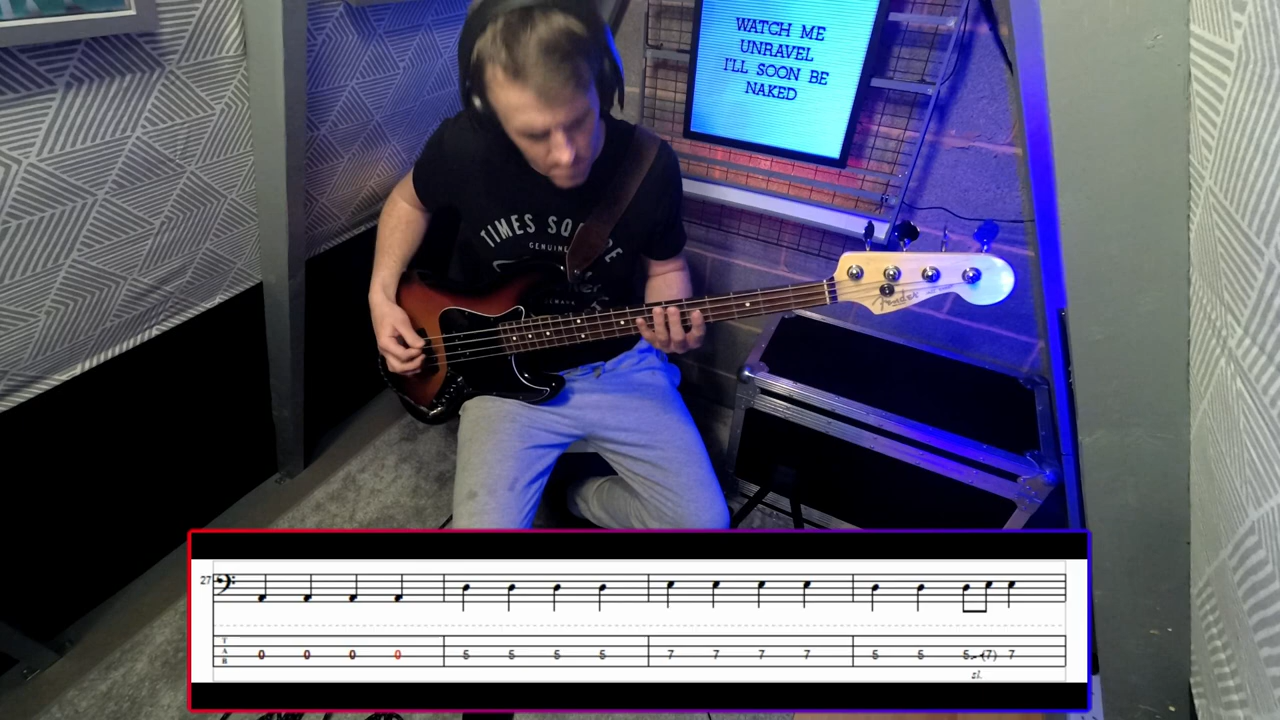 WATCH ME
UNRAVEL
I'LL SOON BE
NAKED
TIMES SQUARE
GENUINE
Fender
27
T
A
B
0 0 0 0 5 5 5 5 7 7 7 7 5 5 5 (7) 7
sl.